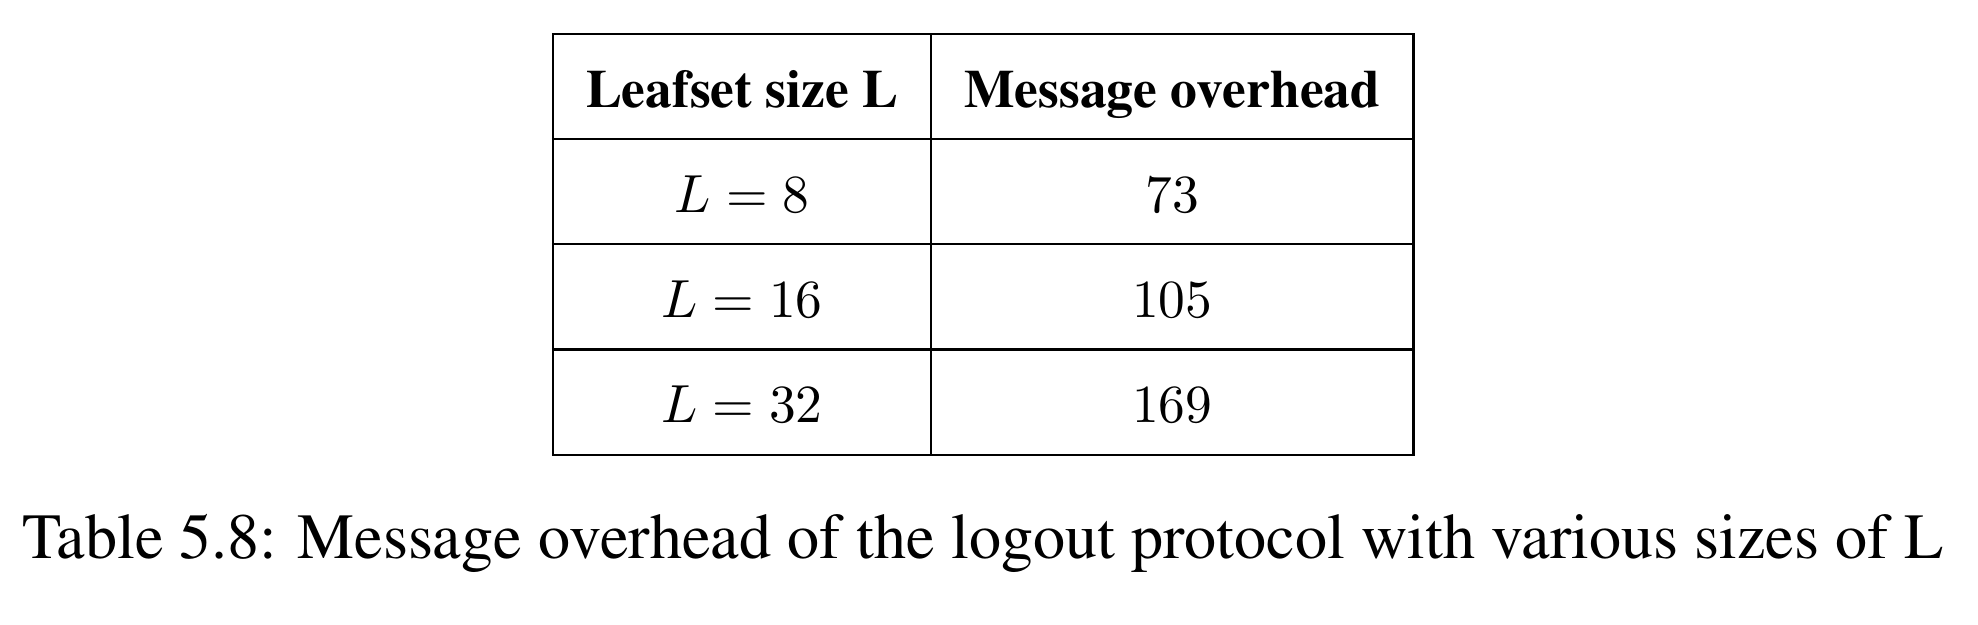 Leafset size L Message overhead
L = 8 73
L = 16 105
L = 32 169
Table 5.8: Message overhead of the logout protocol with various sizes of L